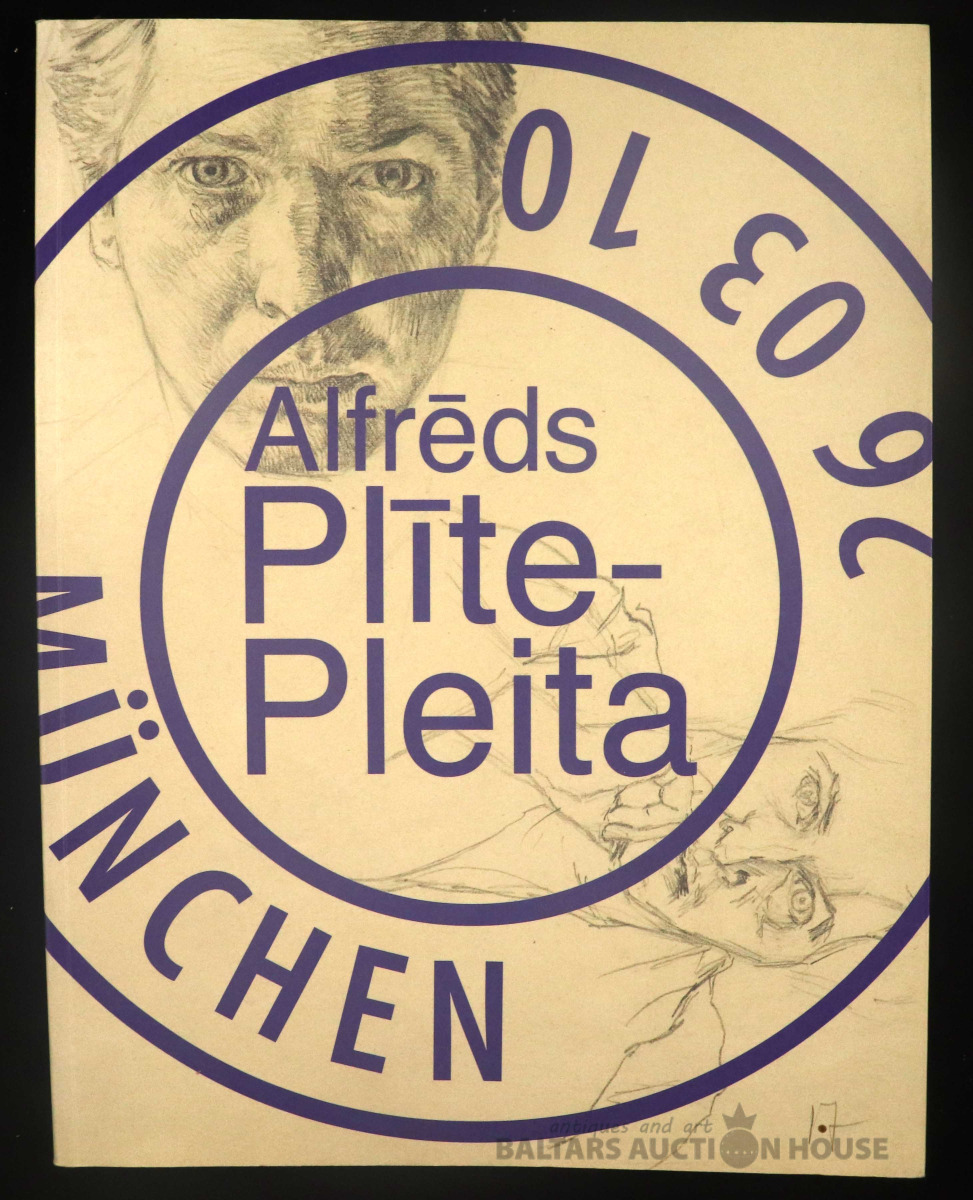 Alfrēds
Plīte-
Pleita
MÜNCHEN
26 03 10
antiques and art
BALTARS AUCTION HOUSE